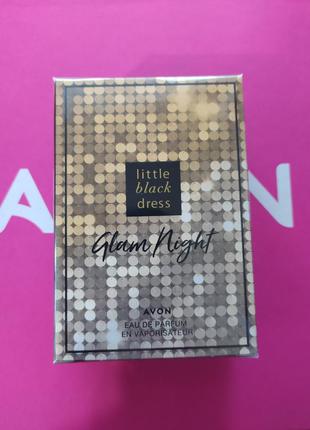 little
black
dress
Glam Night
AVON
EAU DE PARFUM
EN VAPORISATEUR
A N